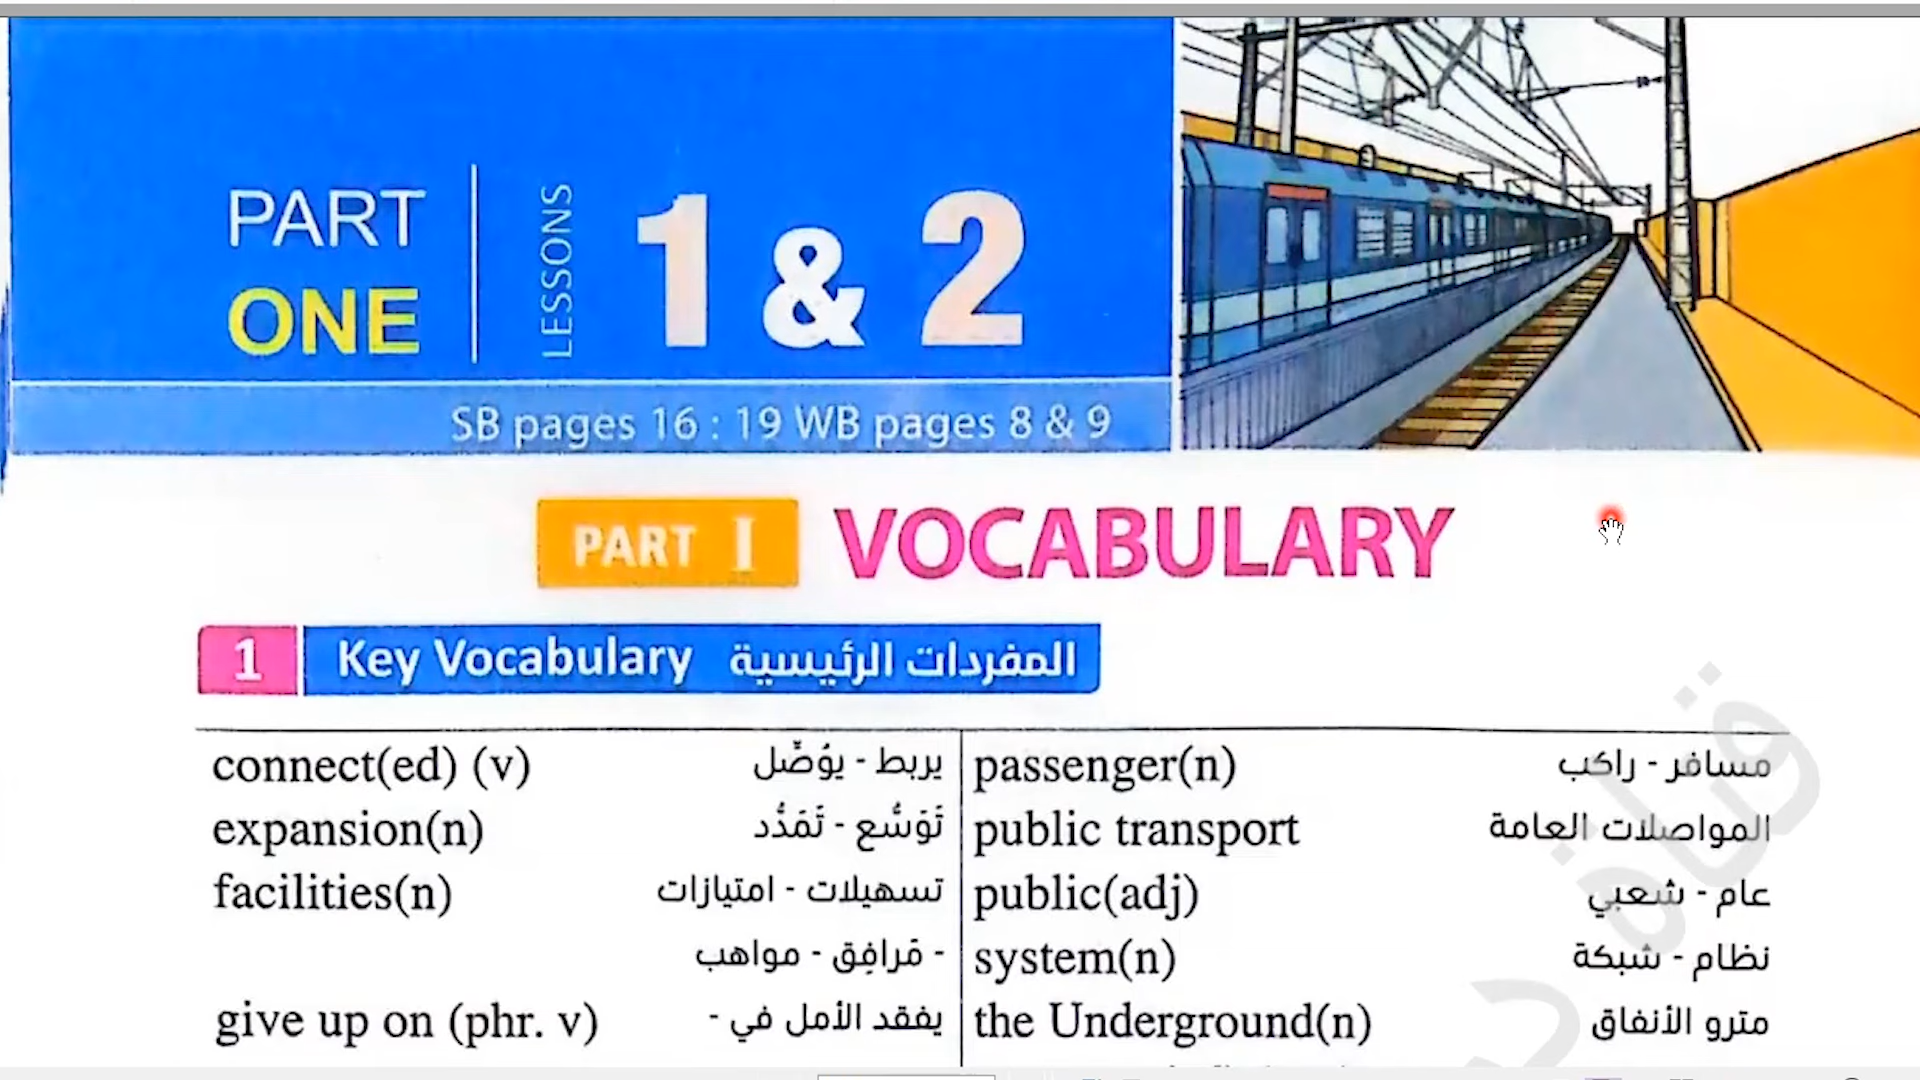 PART
ONE
LESSONS
1 & 2
SB pages 16 : 19 WB pages 8 & 9
PART I VOCABULARY
1 Key Vocabulary المفردات الرئيسية
connect(ed) (v) يربط - يوُصِّل passenger(n) مسافر - راكب
expansion(n) تَوَسُّع - تَمَدُّد public transport المواصلات العامة
facilities(n) تسهيلات - امتيازات public(adj) عام - شعبي
- مَرافِق - مواهب system(n) نظام - شبكة
give up on (phr. v) يفقد الأمل في - the Underground(n) مترو الأنفاق
قناة